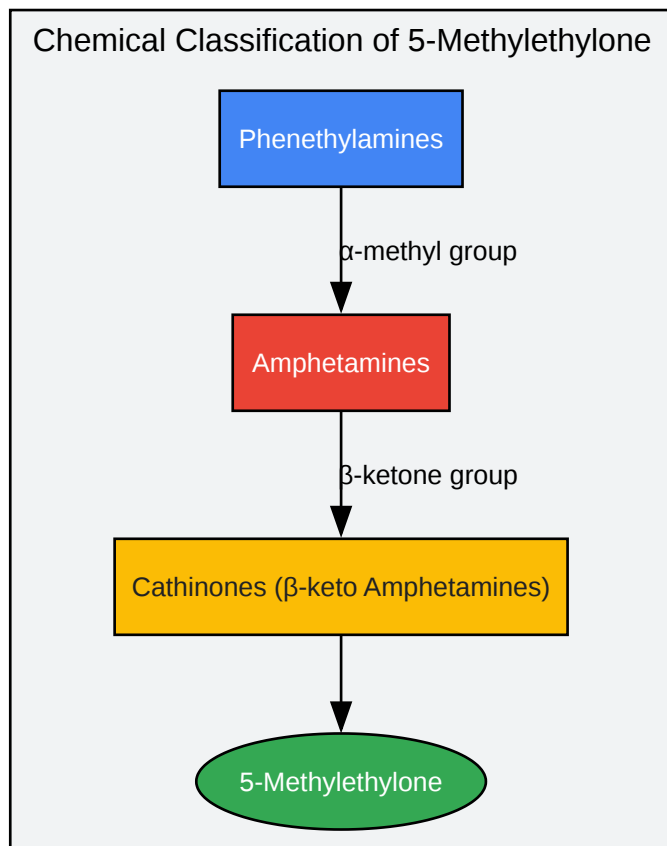 Chemical Classification of 5-Methylethylone
Phenethylamines
α-methyl group
Amphetamines
β-ketone group
Cathinones (β-keto Amphetamines)
5-Methylethylone